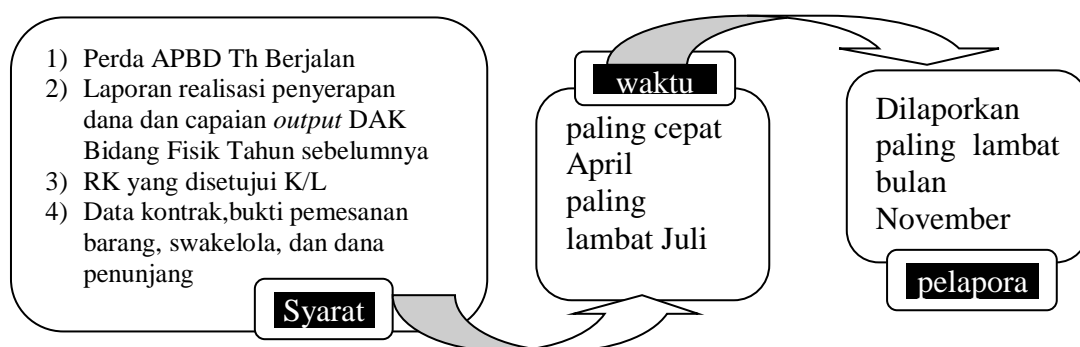 1) Perda APBD Th Berjalan
2) Laporan realisasi penyerapan
dana dan capaian output DAK
Bidang Fisik Tahun sebelumnya
3) RK yang disetujui K/L
4) Data kontrak,bukti pemesanan
barang, swakelola, dan dana
penunjang
Syarat
waktu
paling cepat
April
paling
lambat Juli
Dilaporkan
paling lambat
bulan
November
pelapora